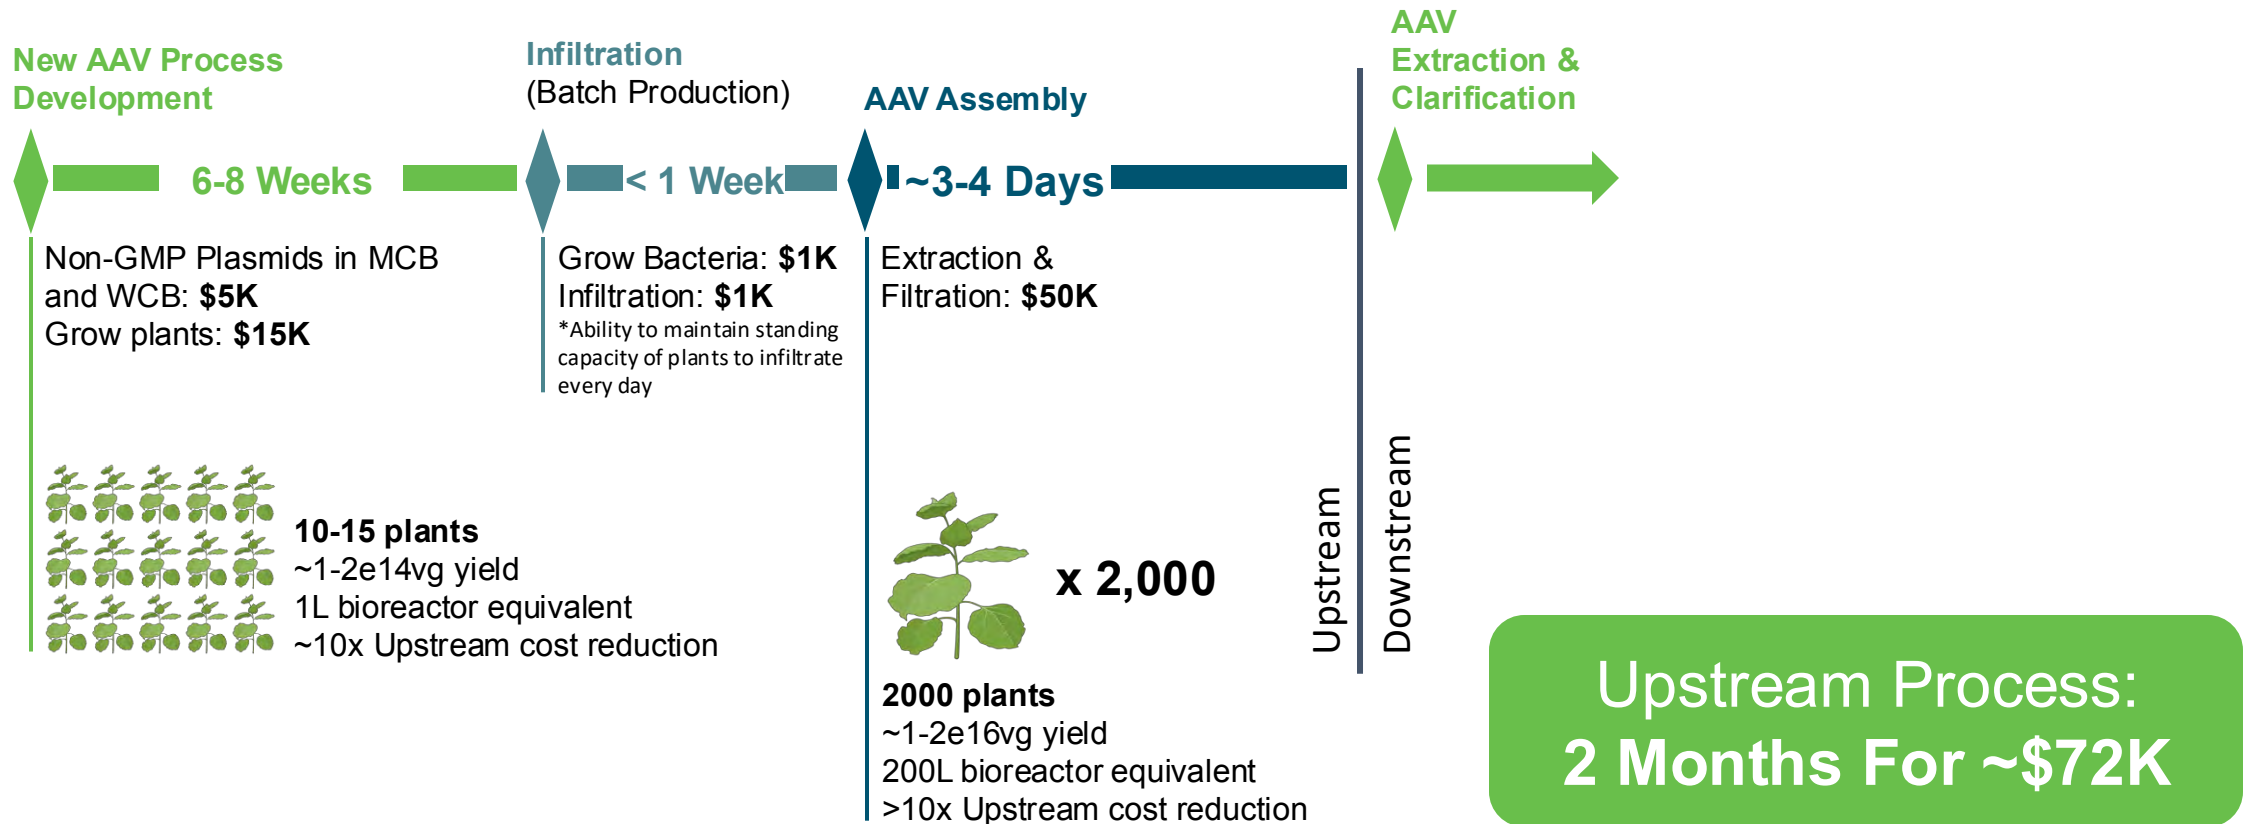 New AAV Process
Development
6-8 Weeks
Non-GMP Plasmids in MCB
and WCB: $5K
Grow plants: $15K
10-15 plants
~1-2e14vg yield
1L bioreactor equivalent
~10x Upstream cost reduction
Infiltration
(Batch Production)
< 1 Week
Grow Bacteria: $1K
Infiltration: $1K
*Ability to maintain standing
capacity of plants to infiltrate
every day
AAV Assembly
~3-4 Days
Extraction &
Filtration: $50K
x 2,000
2000 plants
~1-2e16vg yield
200L bioreactor equivalent
>10x Upstream cost reduction
Upstream
Downstream
AAV
Extraction &
Clarification
Upstream Process:
2 Months For ~$72K